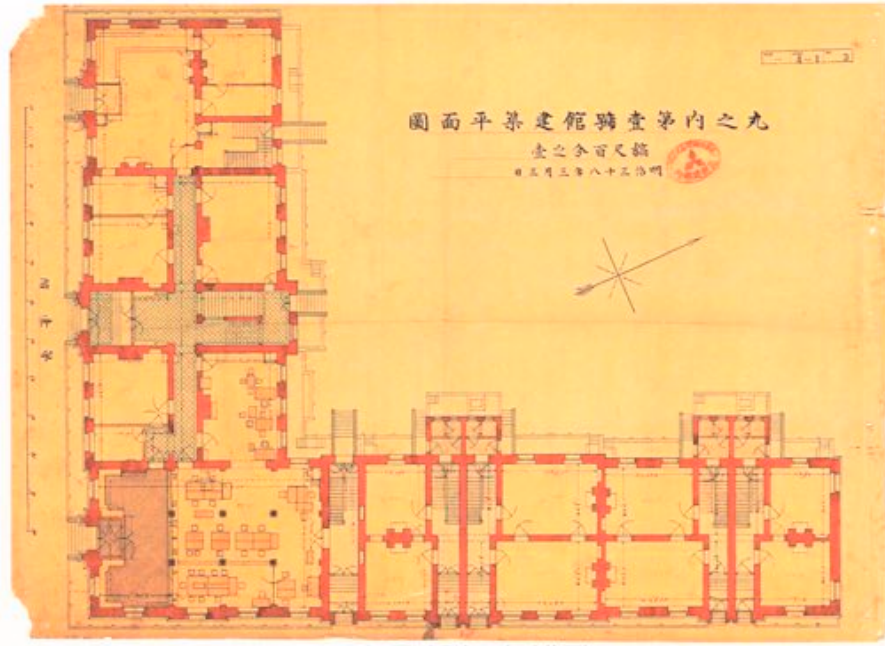 丸之内第壹號館建築平面圖
縮尺百分之壹
明治三十八年三月三日